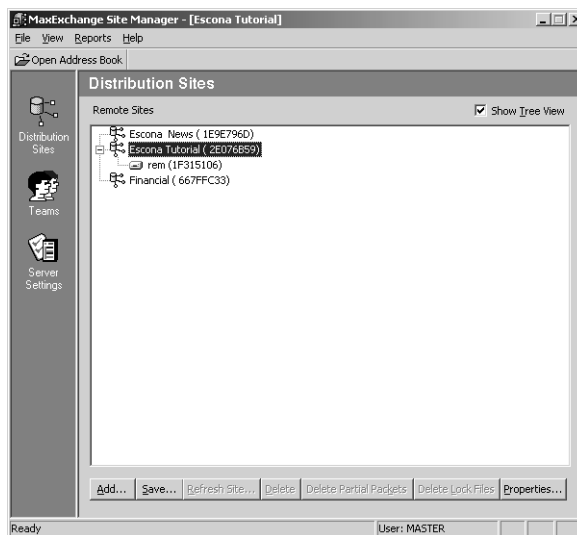 MaxExchange Site Manager - [Escona Tutorial]
File View Reports Help
Open Address Book
Distribution Sites
Remote Sites
Show Tree View
Distribution
Sites
Teams
Server
Settings
Escona News ( 1E9E796D)
Escona Tutorial ( 2E076B59)
rem (1F315106)
Financial ( 667FFC33)
Add... Save... Refresh Site... Delete Delete Partial Packets Delete Lock Files Properties...
Ready User: MASTER